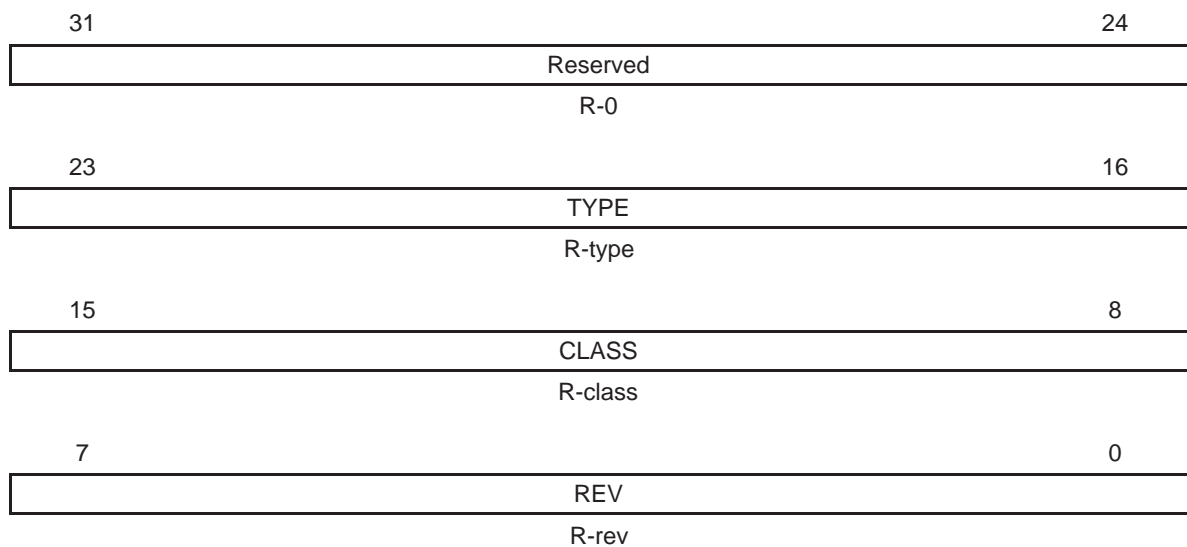 31 24
Reserved
R-0
23 16
TYPE
R-type
15 8
CLASS
R-class
7 0
REV
R-rev